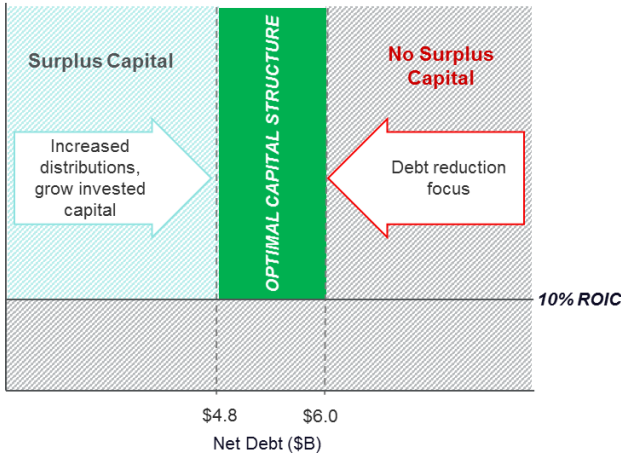 Surplus Capital
No Surplus
Capital
OPTIMAL CAPITAL STRUCTURE
Increased
distributions,
grow invested
capital
Debt reduction
focus
10% ROIC
$4.8
$6.0
Net Debt ($B)